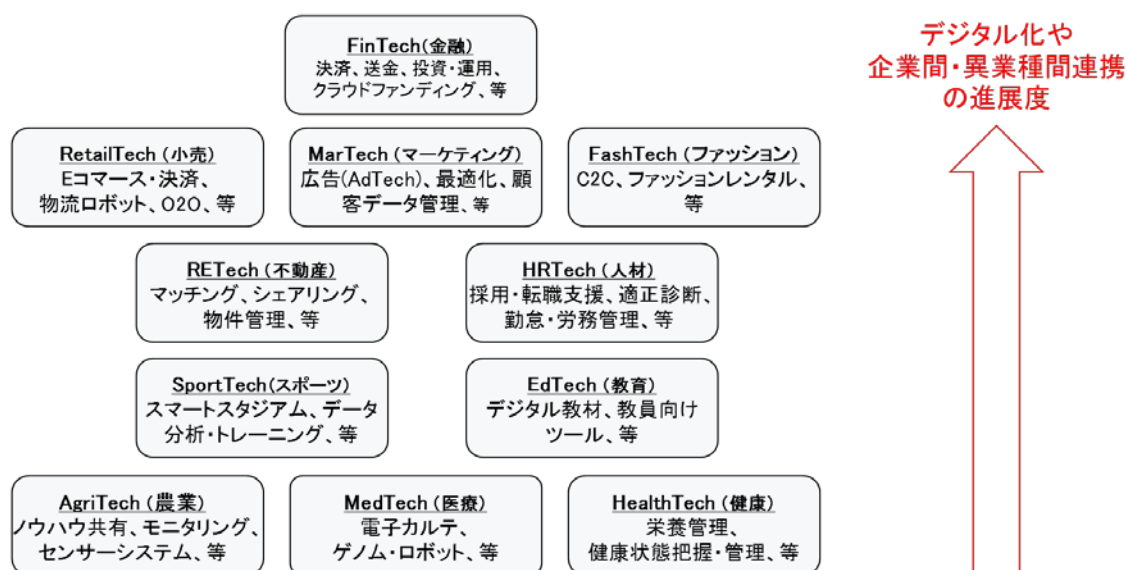 FinTech(金融)
決済、送金、投資・運用、
クラウドファンディング、等
デジタル化や
企業間・異業種間連携
の進展度
RetailTech (小売)
Eコマース・決済、
物流ロボット、O2O、等
MarTech (マーケティング)
広告(AdTech)、最適化、顧
客データ管理、等
FashTech (ファッション)
C2C、ファッションレンタル、
等
RETech (不動産)
マッチング、シェアリング、
物件管理、等
HRTech (人材)
採用・転職支援、適正診断、
勤怠・労務管理、等
SportTech(スポーツ)
スマートスタジアム、データ
分析・トレーニング、等
EdTech (教育)
デジタル教材、教員向け
ツール、等
AgriTech (農業)
ノウハウ共有、モニタリング、
センサーシステム、等
MedTech (医療)
電子カルテ、
ゲノム・ロボット、等
HealthTech (健康)
栄養管理、
健康状態把握・管理、等